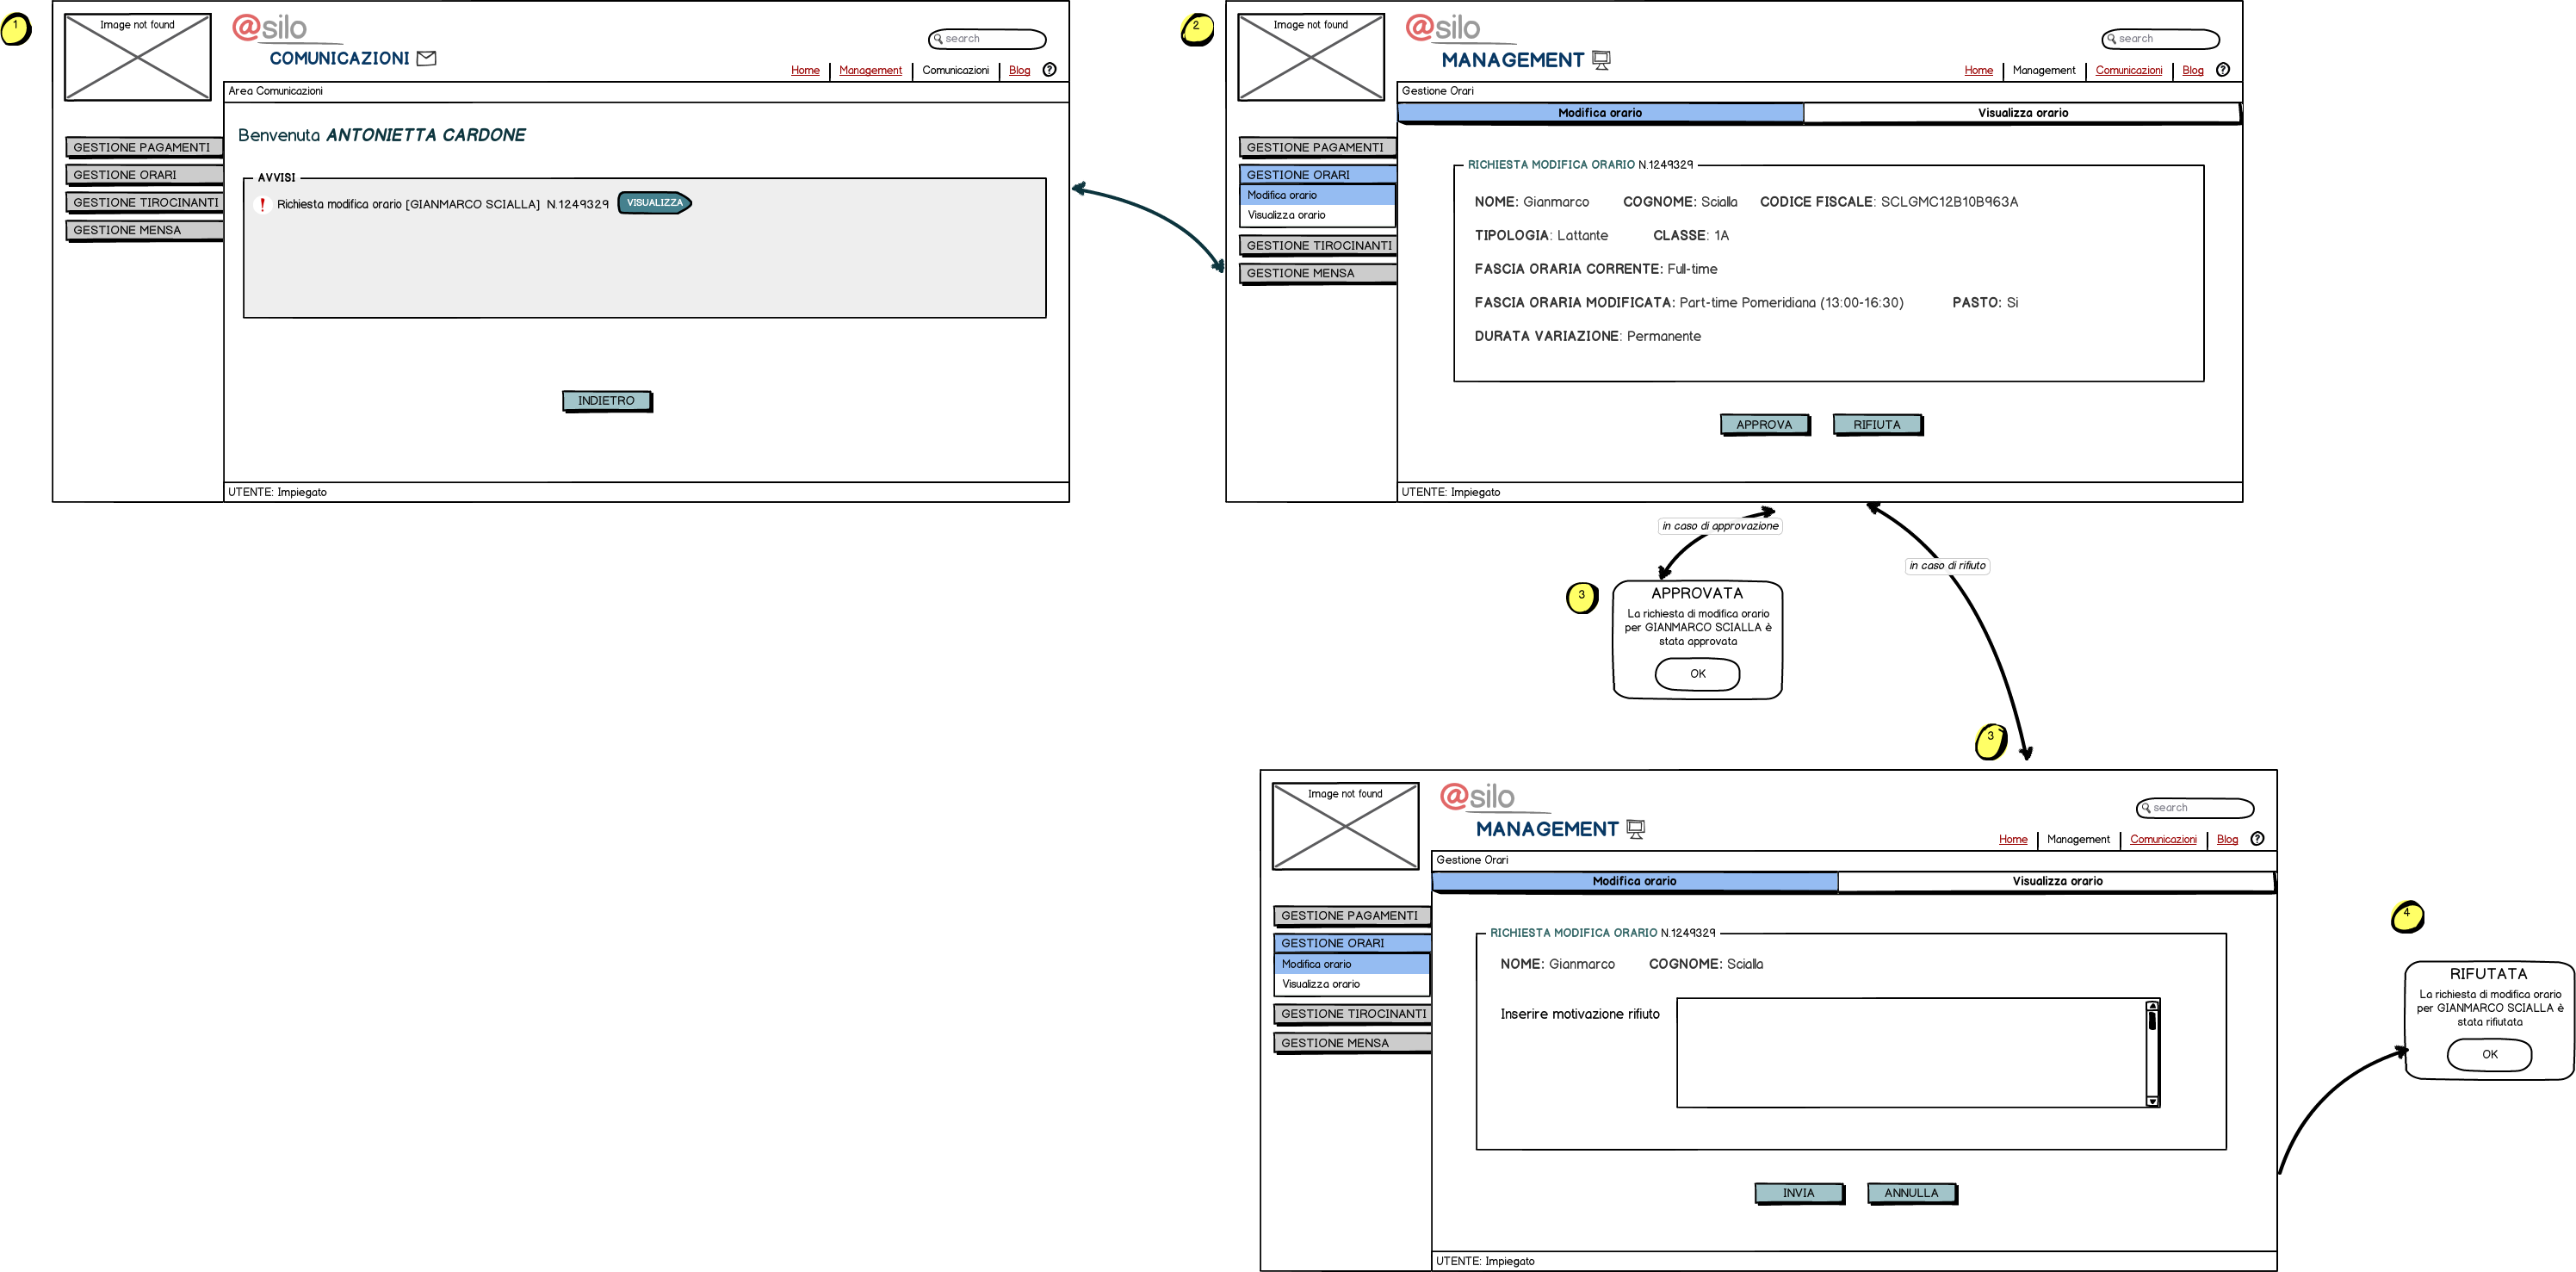 1
Image not found
@silo
COMUNICAZIONI
search
Home Management Comunicazioni Blog ?
Area Comunicazioni
Benvenuta ANTONIETTA CARDONE
GESTIONE PAGAMENTI
GESTIONE ORARI
GESTIONE TIROCINANTI
GESTIONE MENSA
AVVISI
! Richiesta modifica orario [GIANMARCO SCIALLA] N.1249329 VISUALIZZA
INDIETRO
UTENTE: Impiegato
2
Image not found
@silo
MANAGEMENT
search
Home Management Comunicazioni Blog ?
Gestione Orari
Modifica orario Visualizza orario
GESTIONE PAGAMENTI
GESTIONE ORARI
Modifica orario
Visualizza orario
GESTIONE TIROCINANTI
GESTIONE MENSA
RICHIESTA MODIFICA ORARIO N.1249329
NOME: Gianmarco COGNOME: Scialla CODICE FISCALE: SCLGMC12B10B963A
TIPOLOGIA: Lattante CLASSE: 1A
FASCIA ORARIA CORRENTE: Full-time
FASCIA ORARIA MODIFICATA: Part-time Pomeridiana (13:00-16:30) PASTO: Si
DURATA VARIAZIONE: Permanente
APPROVA RIFIUTA
UTENTE: Impiegato
in caso di approvazione
in caso di rifiuto
3
APPROVATA
La richiesta di modifica orario
per GIANMARCO SCIALLA è
stata approvata
OK
3
Image not found
@silo
MANAGEMENT
search
Home Management Comunicazioni Blog ?
Gestione Orari
Modifica orario Visualizza orario
GESTIONE PAGAMENTI
GESTIONE ORARI
Modifica orario
Visualizza orario
GESTIONE TIROCINANTI
GESTIONE MENSA
RICHIESTA MODIFICA ORARIO N.1249329
NOME: Gianmarco COGNOME: Scialla
Inserire motivazione rifiuto
INVIA ANNULLA
UTENTE: Impiegato
4
RIFUTATA
La richiesta di modifica orario
per GIANMARCO SCIALLA è
stata rifiutata
OK